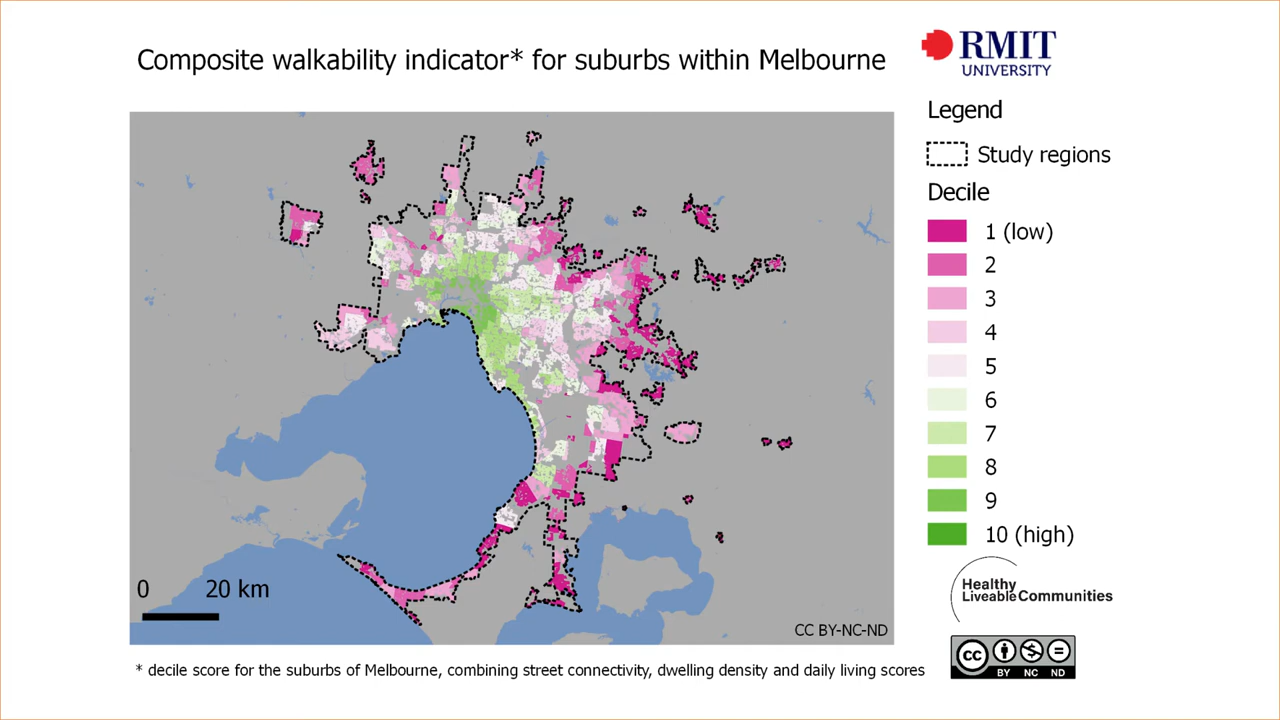 Composite walkability indicator* for suburbs within Melbourne
RMIT
UNIVERSITY
Legend
Study regions
Decile
1 (low)
2
3
4
5
6
7
8
9
10 (high)
0 20 km
CC BY-NC-ND
Healthy
Liveable Communities
cc
BY NC ND
* decile score for the suburbs of Melbourne, combining street connectivity, dwelling density and daily living scores